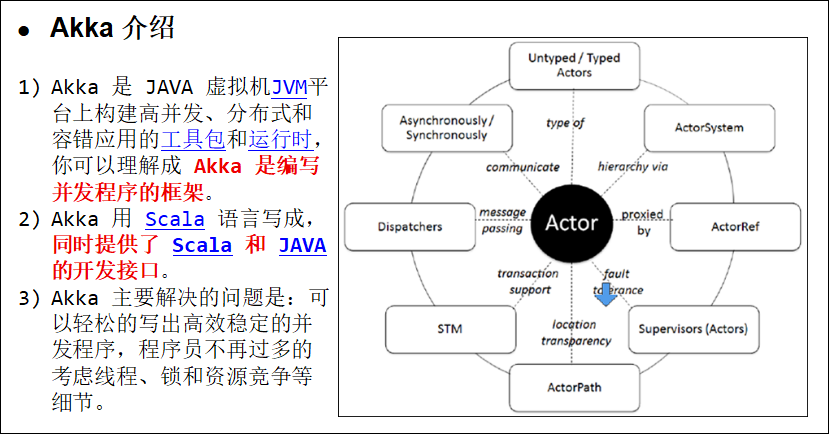 ● Akka 介绍
1) Akka 是 JAVA 虚拟机JVM平
台上构建高并发、分布式和
容错应用的工具包和运行时,
你可以理解成 Akka 是编写
并发程序的框架。
2) Akka 用 Scala 语言写成,
同时提供了 Scala 和 JAVA
的开发接口。
3) Akka 主要解决的问题是: 可
以轻松的写出高效稳定的并
发程序, 程序员不再过多的
考虑线程、锁和资源竞争等
细节。
Untyped / Typed
Actors
Asynchronously /
Synchronously
type of
ActorSystem
communicate
hierarchy via
Dispatchers
message
passing
Actor
proxied
by
ActorRef
transaction
support
fault
tolerance
STM
location
transparency
Supervisors (Actors)
ActorPath